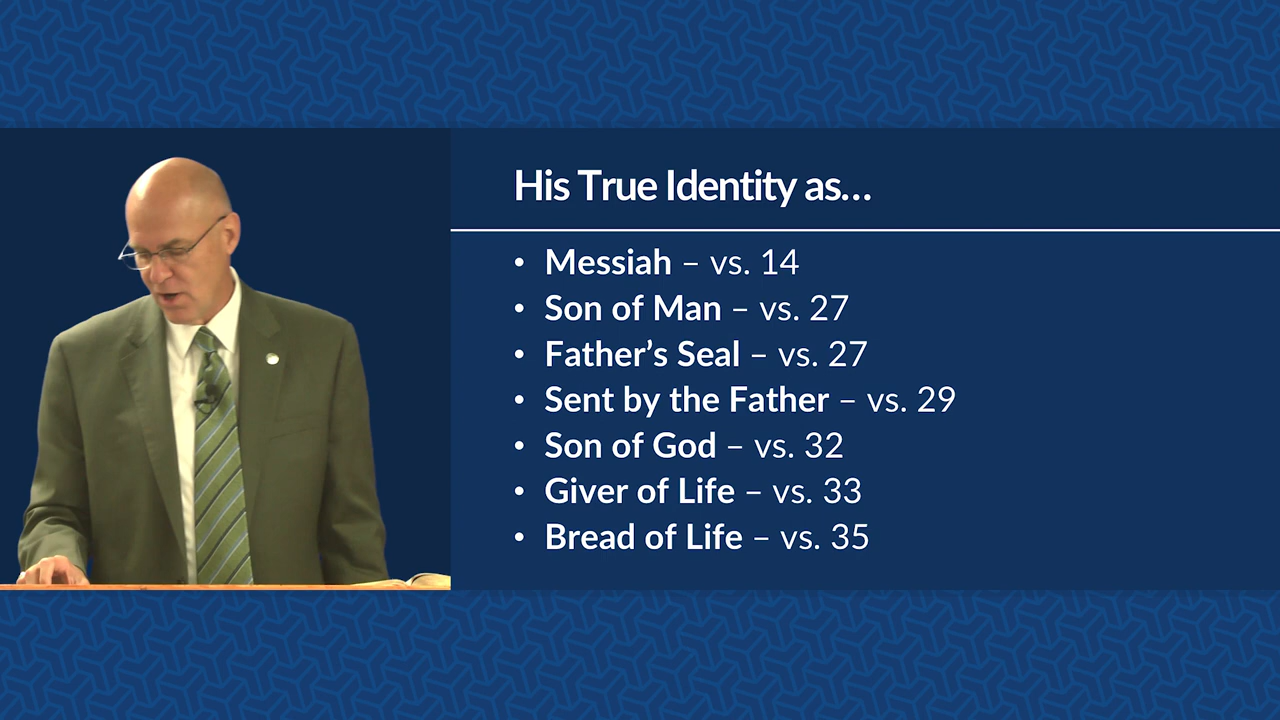 His True Identity as...
• Messiah – vs. 14
• Son of Man – vs. 27
• Father’s Seal – vs. 27
• Sent by the Father – vs. 29
• Son of God – vs. 32
• Giver of Life – vs. 33
• Bread of Life – vs. 35